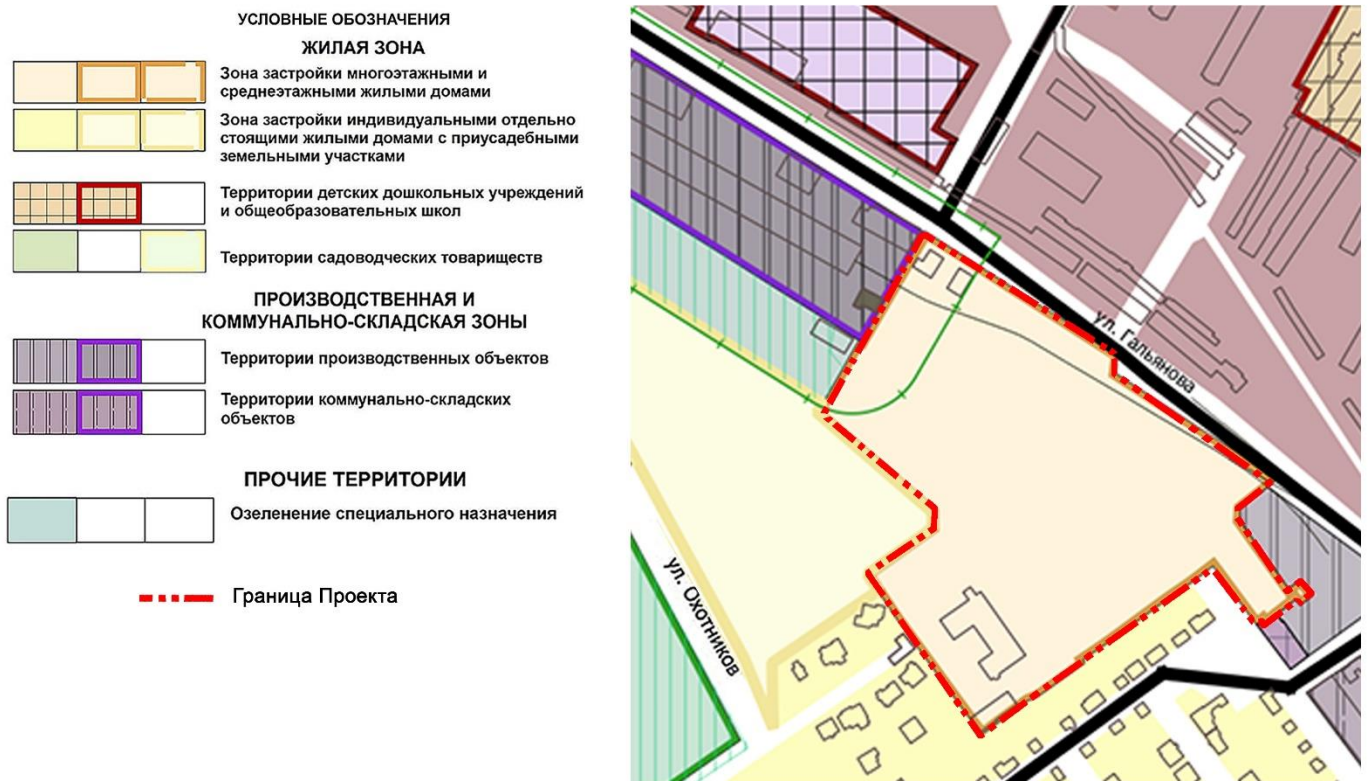 УСЛОВНЫЕ ОБОЗНАЧЕНИЯ
ЖИЛАЯ ЗОНА
Зона застройки многоэтажными и
среднеэтажными жилыми домами
Зона застройки индивидуальными отдельно
стоящими жилыми домами с приусадебными
земельными участками
Территории детских дошкольных учреждений
и общеобразовательных школ
Территории садоводческих товариществ
ПРОИЗВОДСТВЕННАЯ И
КОММУНАЛЬНО-СКЛАДСКАЯ ЗОНЫ
Территории производственных объектов
Территории коммунально-складских
объектов
ПРОЧИЕ ТЕРРИТОРИИ
Озеленение специального назначения
Граница Проекта
ул. Гальянова
ул. Охотников